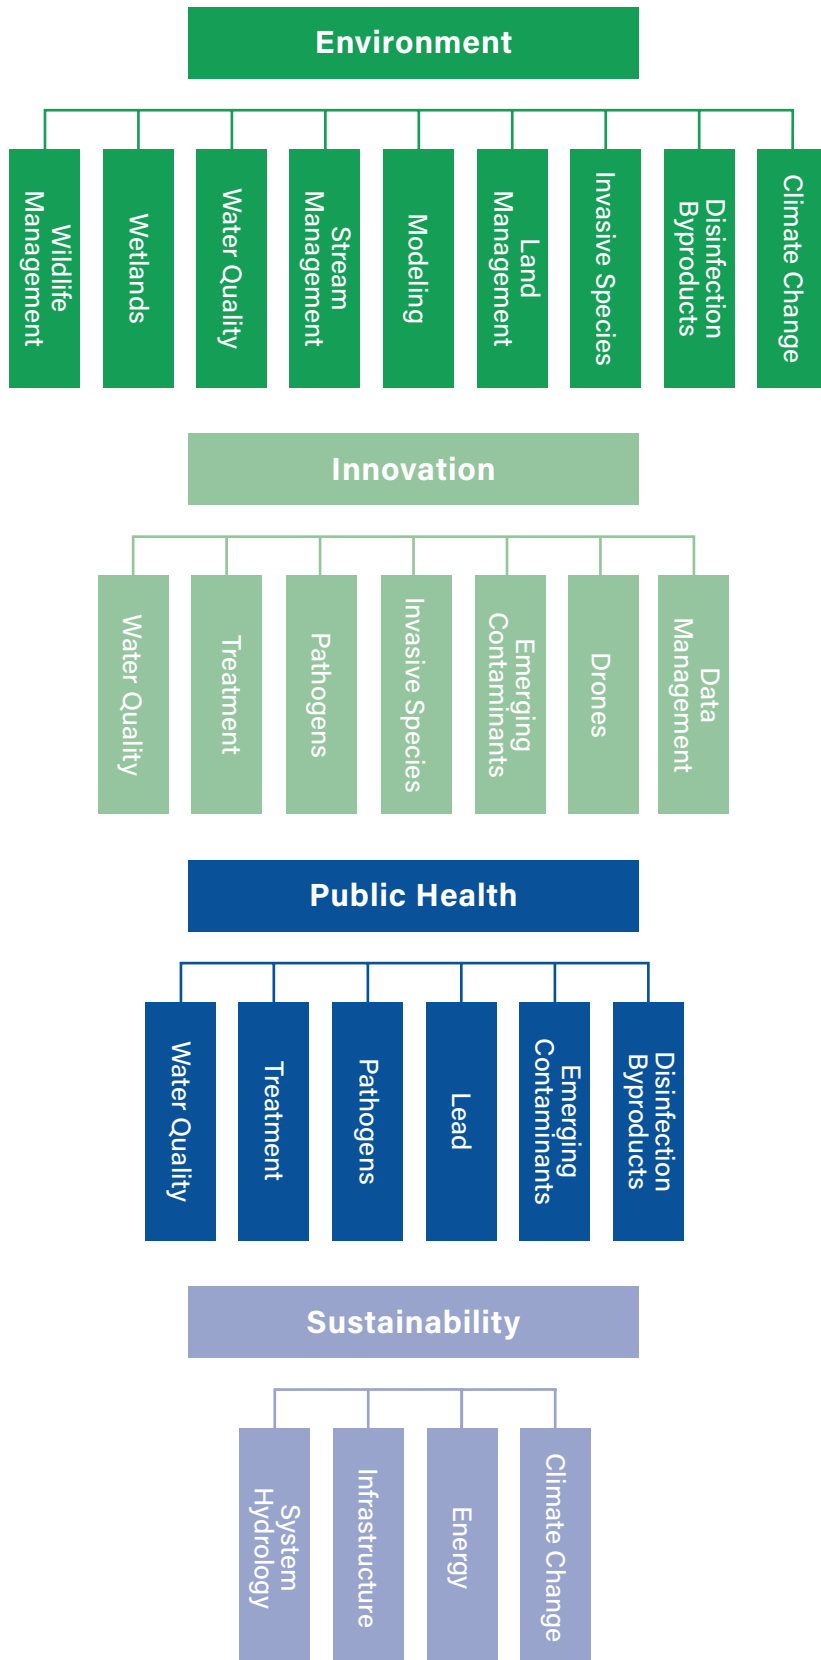 Environment
Wildlife
Management
Wetlands
Water Quality
Stream
Management
Modeling
Land
Management
Invasive Species
Disinfection
Byproducts
Climate Change
Innovation
Water Quality
Treatment
Pathogens
Invasive Species
Emerging
Contaminants
Drones
Data
Management
Public Health
Water Quality
Treatment
Pathogens
Lead
Emerging
Contaminants
Disinfection
Byproducts
Sustainability
System
Hydrology
Infrastructure
Energy
Climate Change